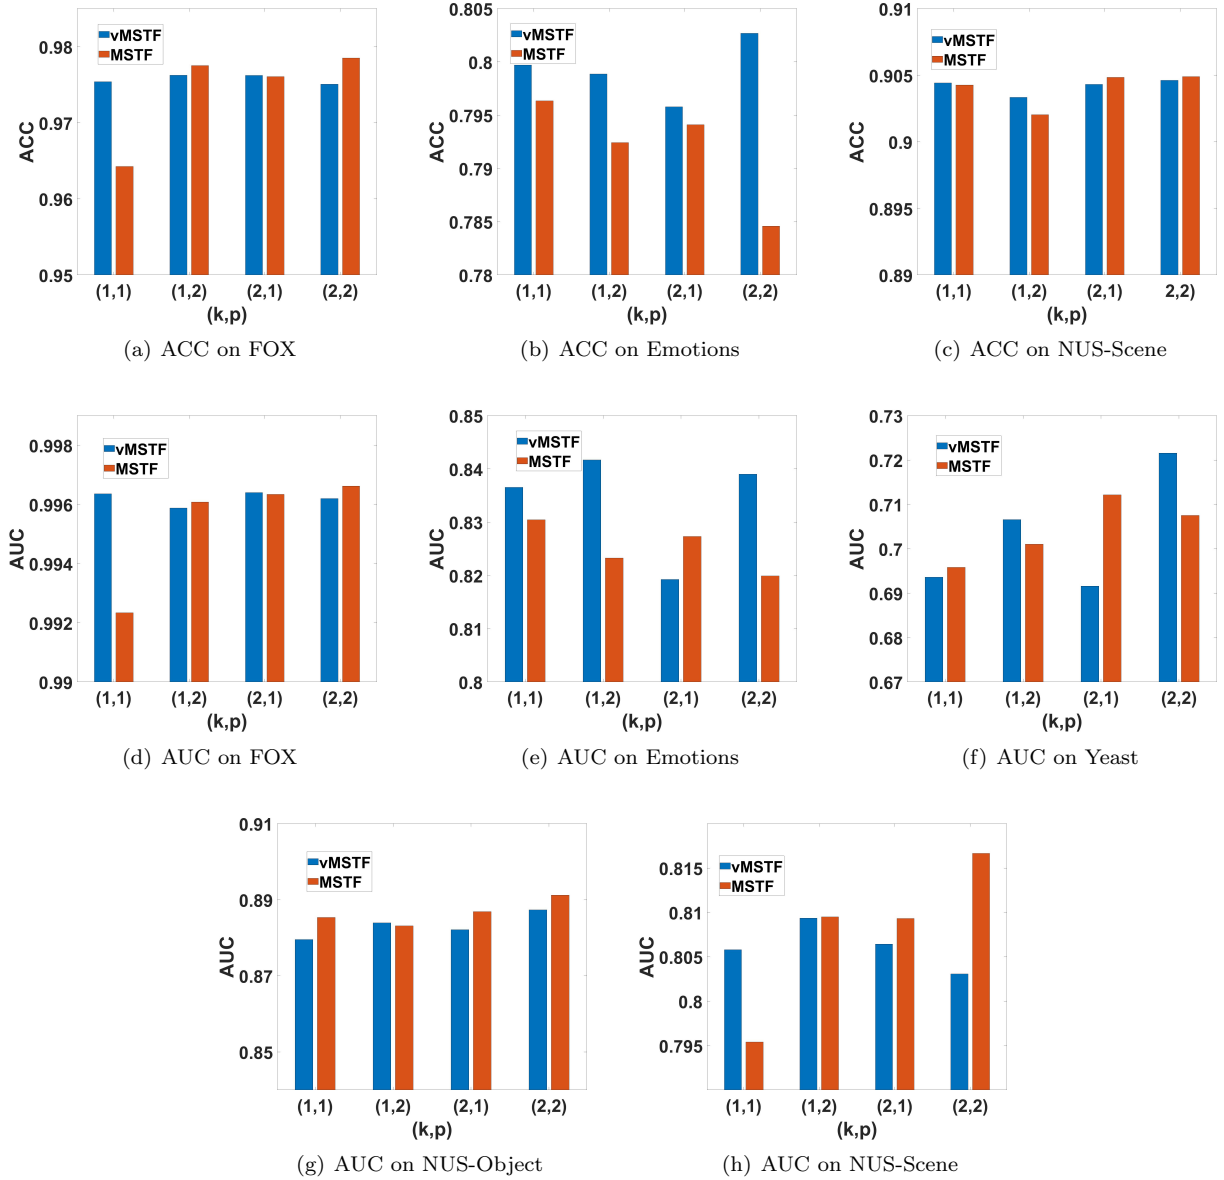 0.98
0.97
0.96
0.95
ACC
vMSTF
MSTF
(1,1) (1,2) (2,1) (2,2)
(k,p)
(a) ACC on FOX
0.805
0.8
0.795
0.79
0.785
0.78
ACC
vMSTF
MSTF
(1,1) (1,2) (2,1) (2,2)
(k,p)
(b) ACC on Emotions
0.91
0.905
0.9
0.895
0.89
ACC
vMSTF
MSTF
(1,1) (1,2) (2,1) 2,2)
(k,p)
(c) ACC on NUS-Scene
0.998
0.996
0.994
0.992
0.99
AUC
vMSTF
MSTF
(1,1) (1,2) (2,1) (2,2)
(k,p)
(d) AUC on FOX
0.85
0.84
0.83
0.82
0.81
0.8
AUC
vMSTF
MSTF
(1,1) (1,2) (2,1) (2,2)
(k,p)
(e) AUC on Emotions
0.73
0.72
0.71
0.7
0.69
0.68
0.67
AUC
vMSTF
MSTF
(1,1) (1,2) (2,1) (2,2)
(k,p)
(f) AUC on Yeast
0.91
0.89
0.87
0.85
AUC
vMSTF
MSTF
(1,1) (1,2) (2,1) (2,2)
(k,p)
(g) AUC on NUS-Object
0.815
0.81
0.805
0.8
0.795
AUC
vMSTF
MSTF
(1,1) (1,2) (2,1) (2,2)
(k,p)
(h) AUC on NUS-Scene